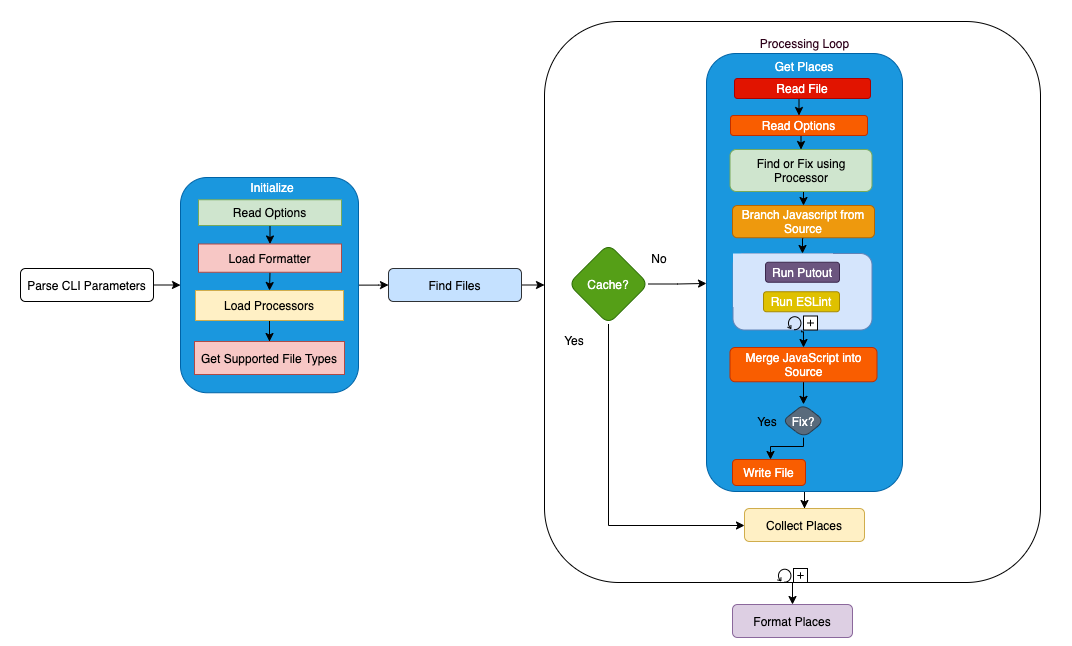 Parse CLI Parameters
Initialize
Read Options
Load Formatter
Load Processors
Get Supported File Types
Find Files
Processing Loop
Cache?
No
Yes
Get Places
Read File
Read Options
Find or Fix using
Processor
Branch Javascript from
Source
Run Putout
Run ESLint
Merge JavaScript into
Source
Fix?
Yes
Write File
Collect Places
Format Places